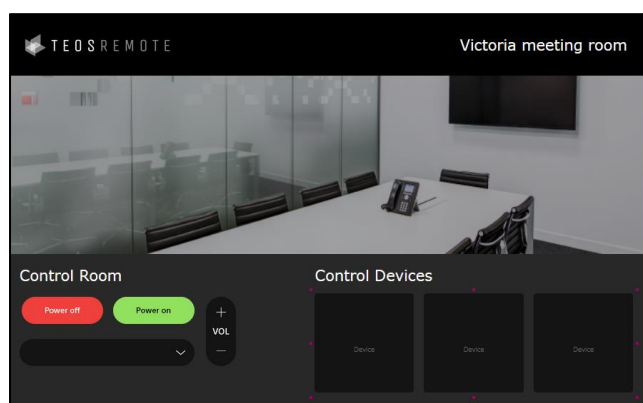 TEOSREMOTE
Victoria meeting room
Control Room
Power off
Power on
+
VOL
−
Control Devices
Device
Device
Device